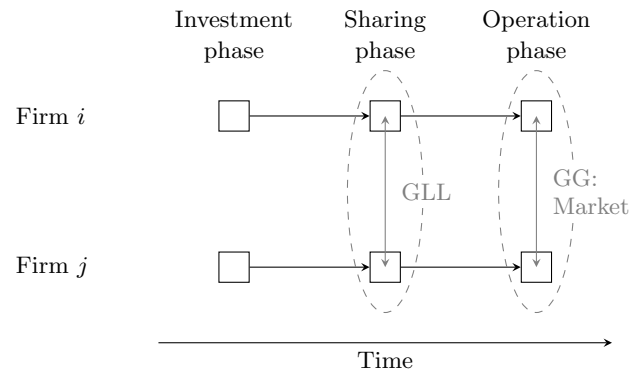 Investment Sharing Operation
phase phase phase
Firm i
GLL
GG:
Market
Firm j
Time